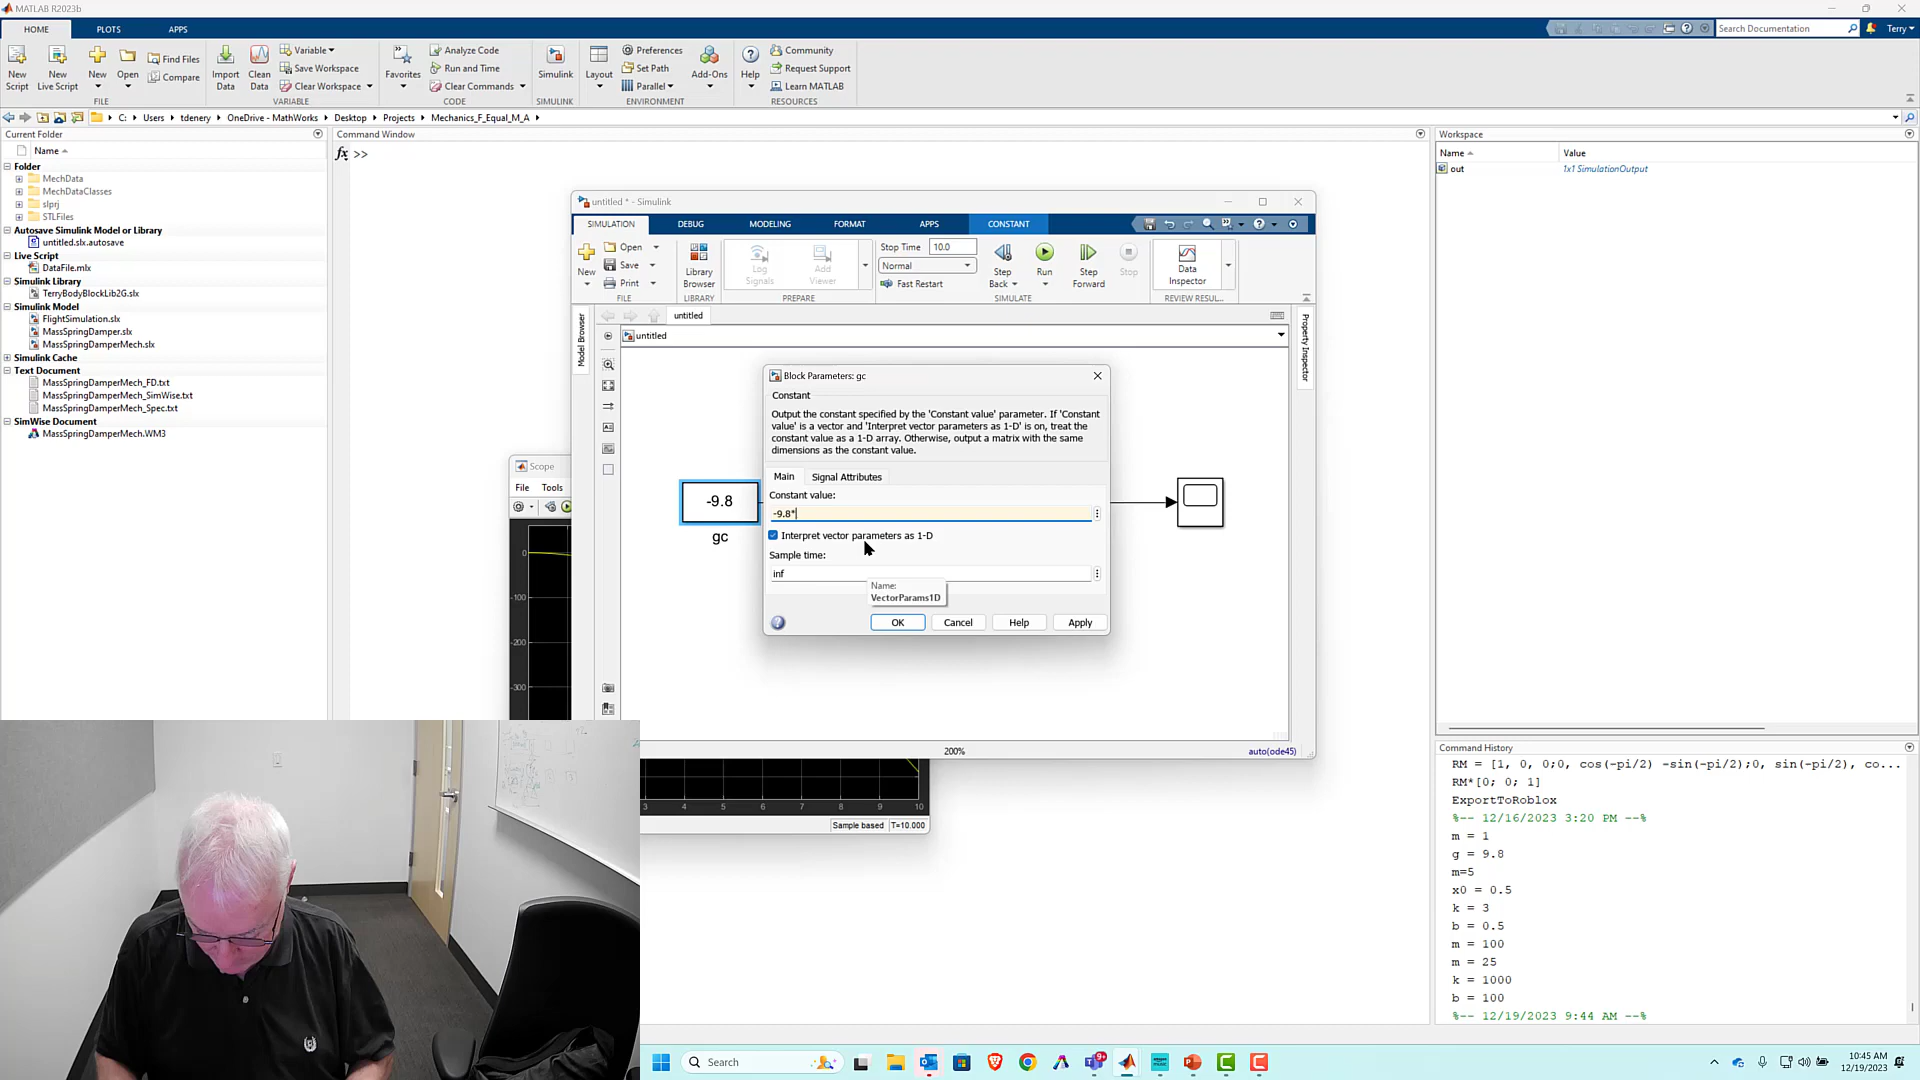 MATLAB R2023b
HOME PLOTS APPS
Search Documentation
Terry
New Script
New Live Script
New
Open
Find Files
Compare
Import Data
Clean Data
Variable
Save Workspace
Clear Workspace
Favorites
Analyze Code
Run and Time
Clear Commands
Simulink
Layout
Preferences
Set Path
Parallel
Add-Ons
Help
Community
Request Support
Learn MATLAB
FILE VARIABLE CODE SIMULINK ENVIRONMENT RESOURCES
C: Users tdenery OneDrive - MathWorks Desktop Projects Mechanics_F_Equal_M_A
Current Folder
Name
Folder
MechData
MechDataClasses
slprj
STLFiles
Autosave Simulink Model or Library
untitled.slx.autosave
Live Script
DataFile.mlx
Simulink Library
TerryBodyBlockLib2G.slx
Simulink Model
FlightSimulation.slx
MassSpringDamper.slx
MassSpringDamperMech.slx
Simulink Cache
Text Document
MassSpringDamperMech_FD.txt
MassSpringDamperMech_SimWise.txt
MassSpringDamperMech_Spec.txt
SimWise Document
MassSpringDamperMech.WM3
Command Window
fx >>
untitled * - Simulink
SIMULATION DEBUG MODELING FORMAT APPS CONSTANT
New
Open
Save
Print
Library Browser
Log Signals
Add Viewer
Stop Time 10.0
Normal
Fast Restart
Step Back
Run
Step Forward
Stop
Data Inspector
FILE LIBRARY PREPARE SIMULATE REVIEW RESUL...
Model Browser
untitled
untitled
Property Inspector
-9.8
gc
Block Parameters: gc
Constant
Output the constant specified by the 'Constant value' parameter. If 'Constant
value' is a vector and 'Interpret vector parameters as 1-D' is on, treat the
constant value as a 1-D array. Otherwise, output a matrix with the same
dimensions as the constant value.
Main Signal Attributes
Constant value:
-9.8*
Interpret vector parameters as 1-D
Sample time:
inf
Name:
VectorParams1D
OK Cancel Help Apply
200%
auto(ode45)
Scope
File Tools
0
-100
-200
-300
3 4 5 6 7 8 9 10
Sample based T=10.000
Workspace
Name Value
out 1x1 SimulationOutput
Command History
RM = [1, 0, 0;0, cos(-pi/2) -sin(-pi/2);0, sin(-pi/2), co...
RM*[0; 0; 1]
ExportToRoblox
%-- 12/16/2023 3:20 PM --%
m = 1
g = 9.8
m=5
x0 = 0.5
k = 3
b = 0.5
m = 100
m = 25
k = 1000
b = 100
%-- 12/19/2023 9:44 AM --%
Search
10:45 AM
12/19/2023